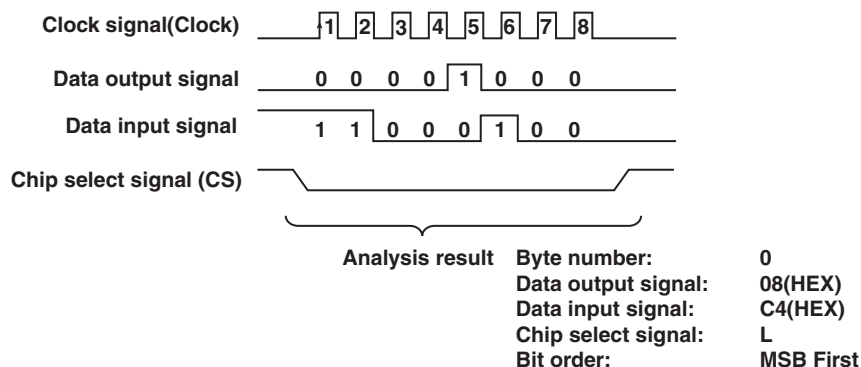 Clock signal(Clock) 1 2 3 4 5 6 7 8
Data output signal 0 0 0 0 1 0 0 0
Data input signal 1 1 0 0 0 1 0 0
Chip select signal (CS)
Analysis result Byte number: 0
Data output signal: 08(HEX)
Data input signal: C4(HEX)
Chip select signal: L
Bit order: MSB First